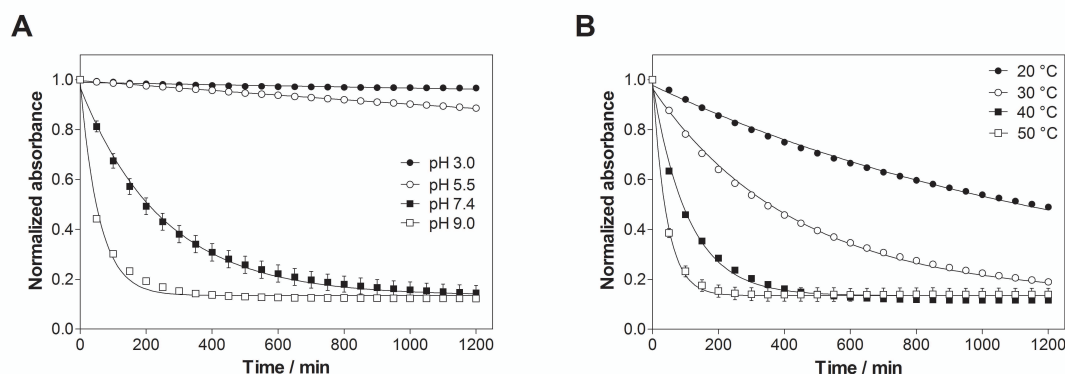 A
Normalized absorbance
1.0
0.8
0.6
0.4
0.2
0.0
pH 3.0
pH 5.5
pH 7.4
pH 9.0
0 200 400 600 800 1000 1200
Time / min
B
Normalized absorbance
1.0
0.8
0.6
0.4
0.2
0.0
20 °C
30 °C
40 °C
50 °C
0 200 400 600 800 1000 1200
Time / min